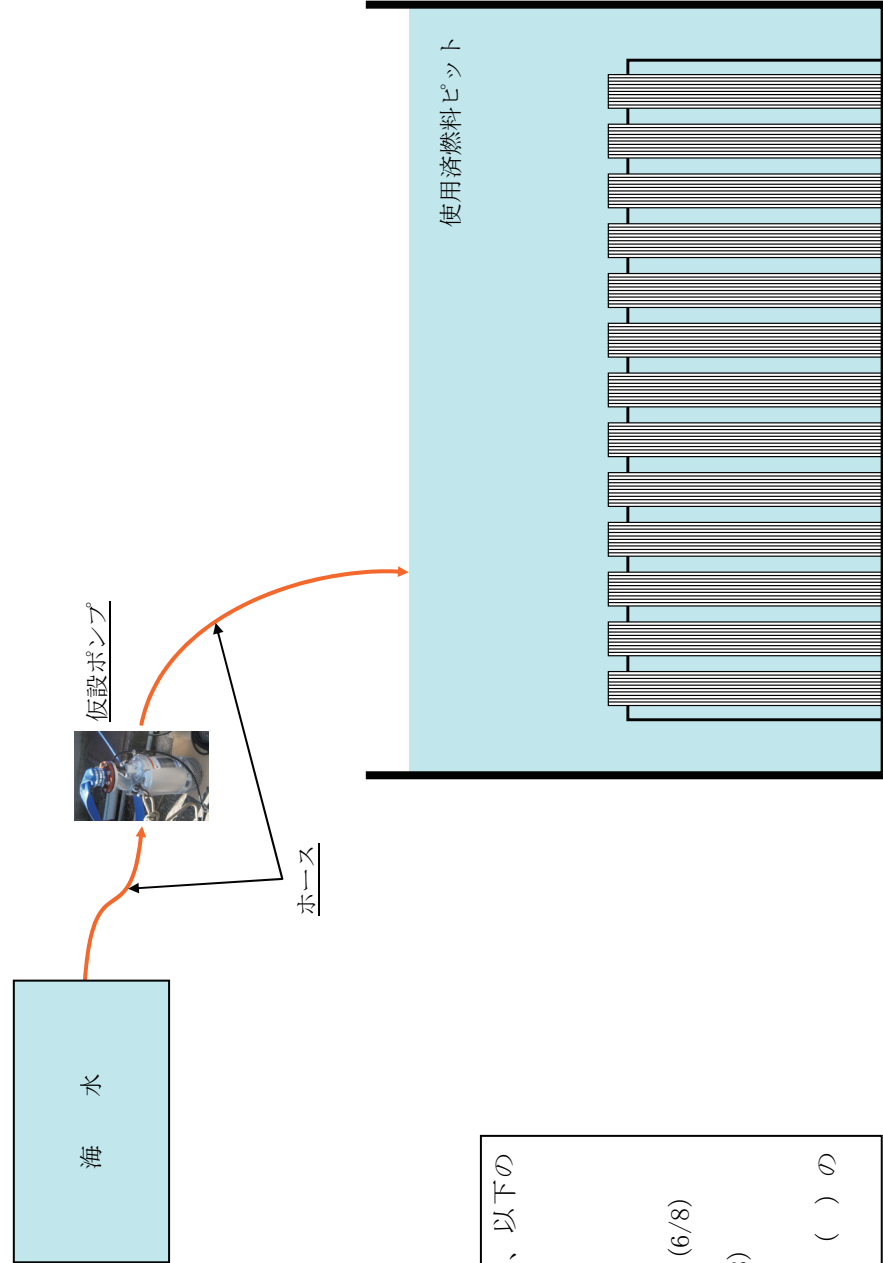 海　水
仮設ポンプ
ホース
使用済燃料ピット
、以下の
(6/8)
)
( )の